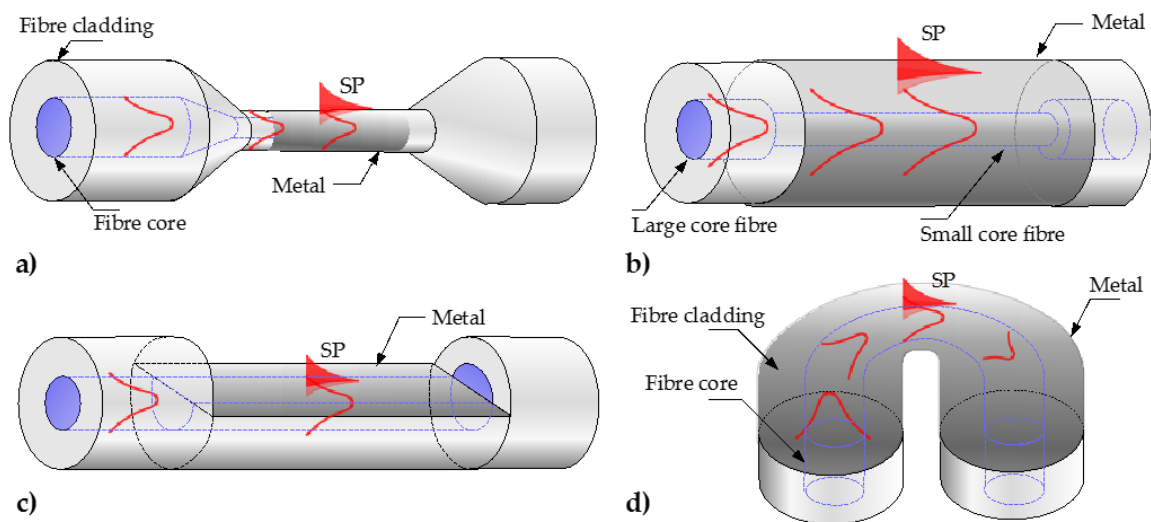 Fibre cladding
SP
Metal
Fibre core
a)
Metal
SP
Large core fibre
Small core fibre
b)
Metal
SP
c)
SP
Metal
Fibre cladding
Fibre core
d)